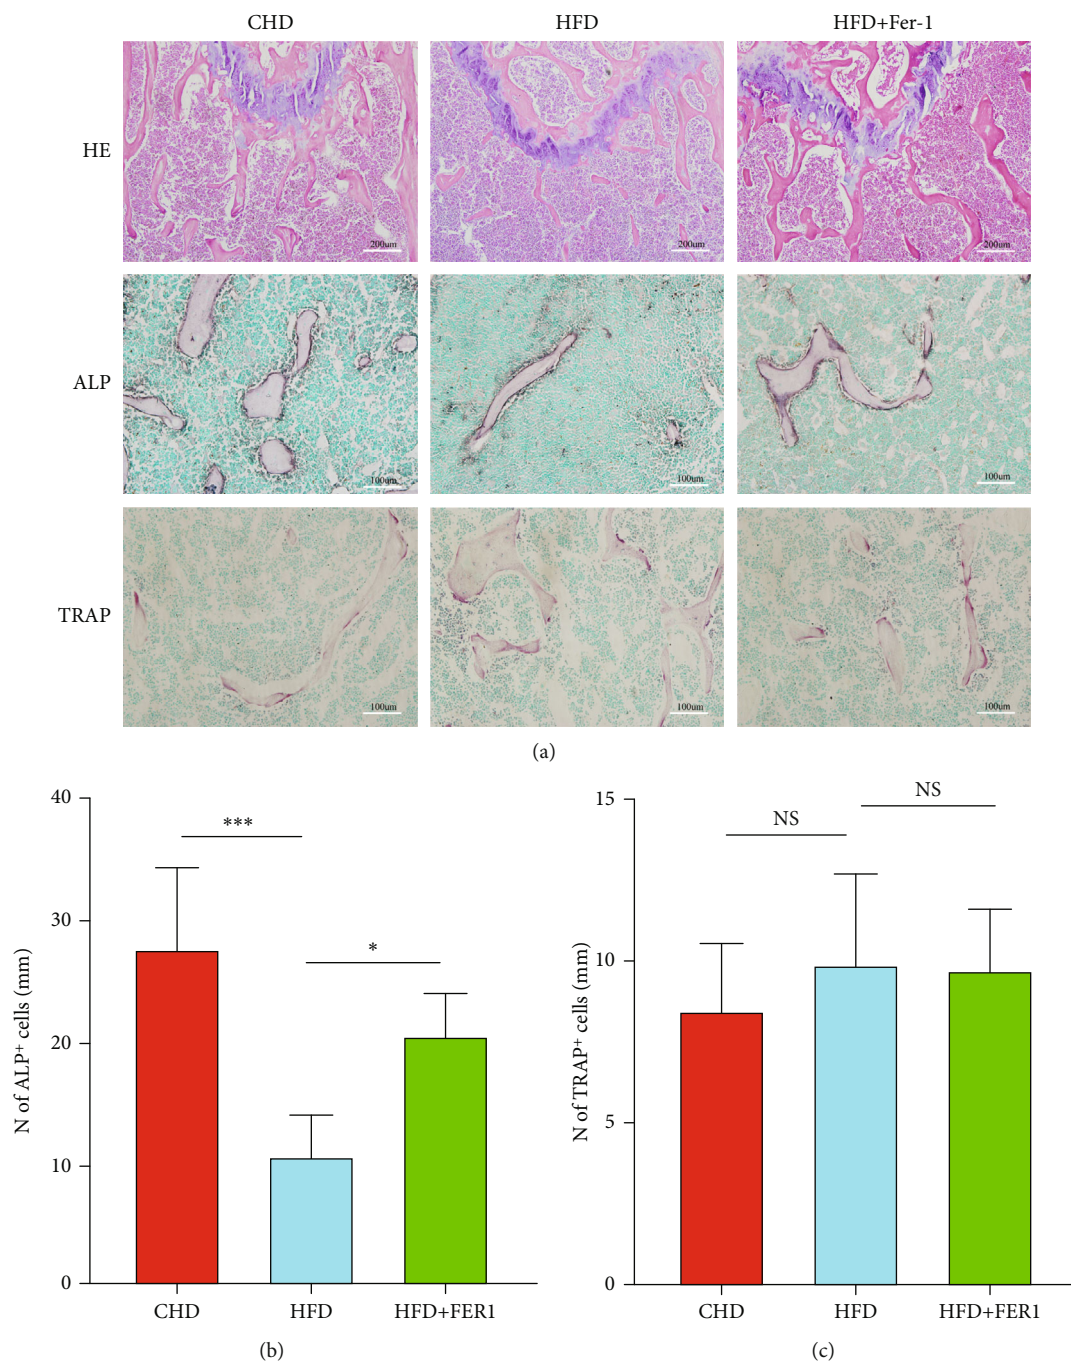 CHD HFD HFD+Fer-1
HE
200um 200um 200um
ALP
100um 100um 100um
TRAP
100um 100um 100um
(a)
40
30
20
10
0
N of ALP+ cells (mm)
***
*
CHD HFD HFD+FER1
(b)
15
10
5
0
N of TRAP+ cells (mm)
NS
NS
CHD HFD HFD+FER1
(c)